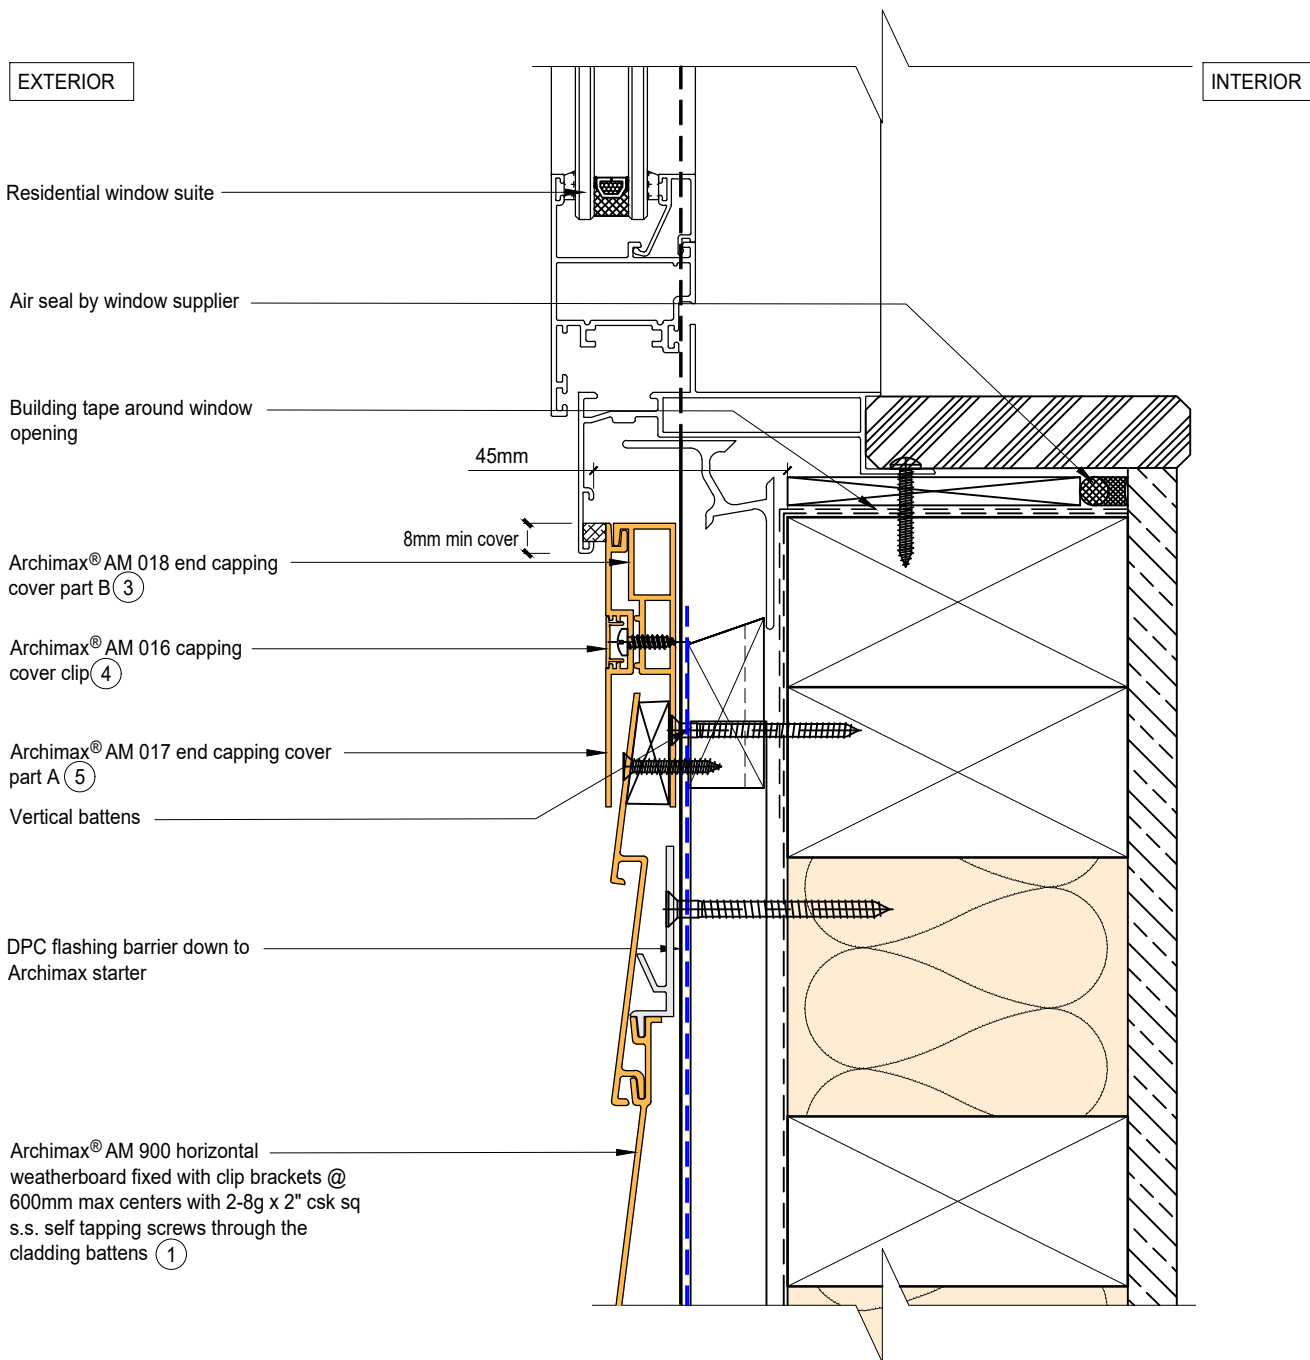 EXTERIOR
INTERIOR
Residential window suite
Air seal by window supplier
Building tape around window
opening
45mm
8mm min cover
Archimax® AM 018 end capping
cover part B 3
Archimax® AM 016 capping
cover clip 4
Archimax® AM 017 end capping cover
part A 5
Vertical battens
DPC flashing barrier down to
Archimax starter
Archimax® AM 900 horizontal
weatherboard fixed with clip brackets @
600mm max centers with 2-8g x 2" csk sq
s.s. self tapping screws through the
cladding battens 1